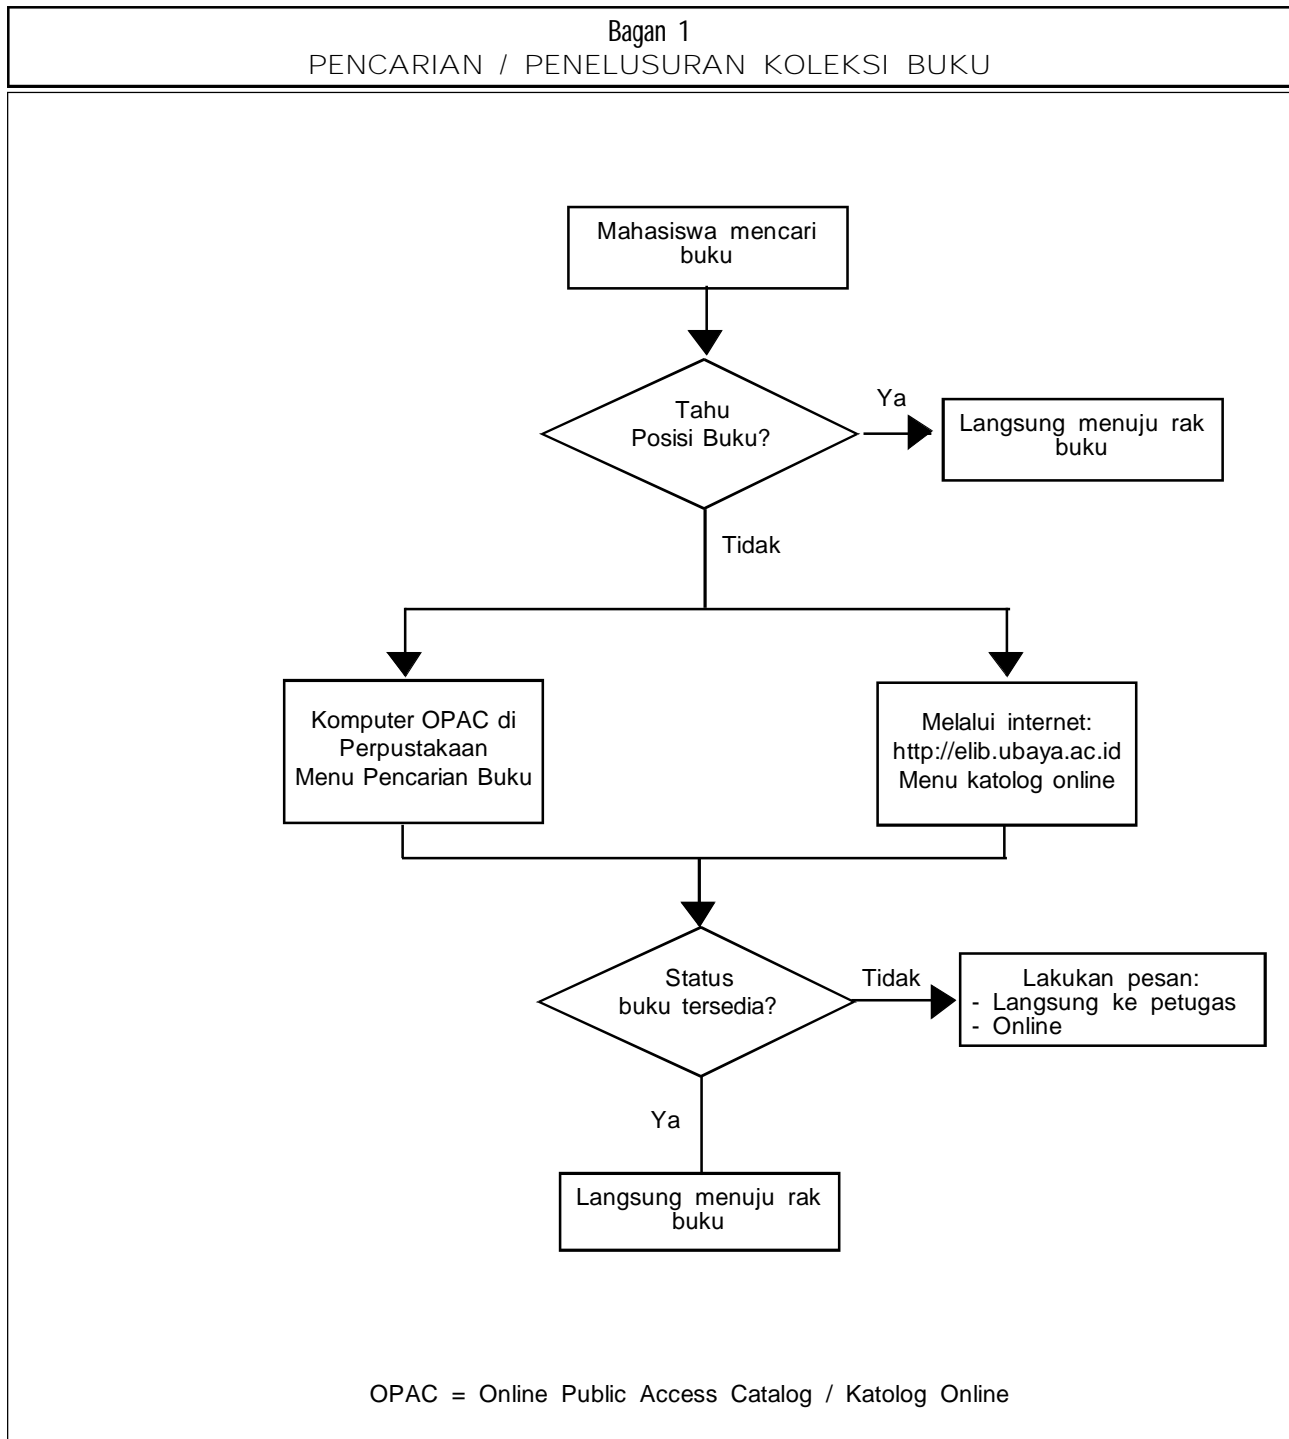 Bagan 1
PENCARIAN / PENELUSURAN KOLEKSI BUKU
Mahasiswa mencari
buku
Tahu
Posisi Buku?
Ya
Langsung menuju rak
buku
Tidak
Komputer OPAC di
Perpustakaan
Menu Pencarian Buku
Melalui internet:
http://elib.ubaya.ac.id
Menu katolog online
Status
buku tersedia?
Tidak
Lakukan pesan:
- Langsung ke petugas
- Online
Ya
Langsung menuju rak
buku
OPAC = Online Public Access Catalog / Katolog Online